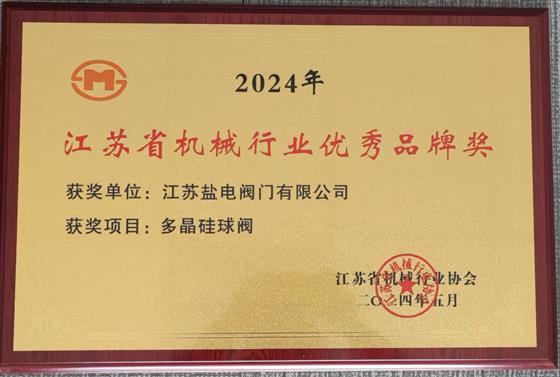 2024年
江苏省机械行业优秀品牌奖
获奖单位：江苏盐电阀门有限公司
获奖项目：多晶硅球阀
江苏省机械行业协会
二〇二四年五月